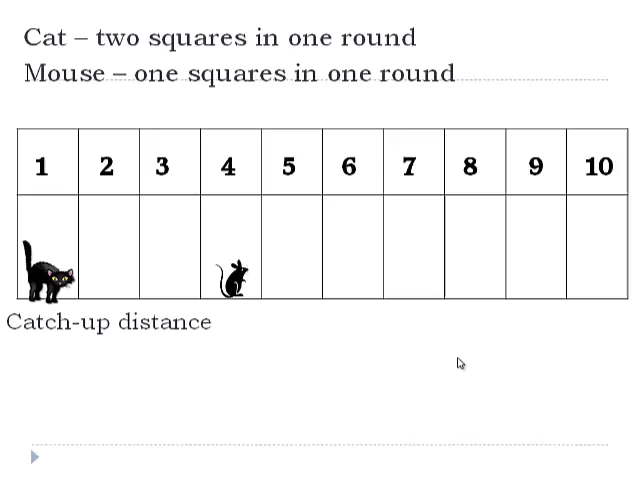 Cat – two squares in one round
Mouse – one squares in one round
1 2 3 4 5 6 7 8 9 10
Catch-up distance